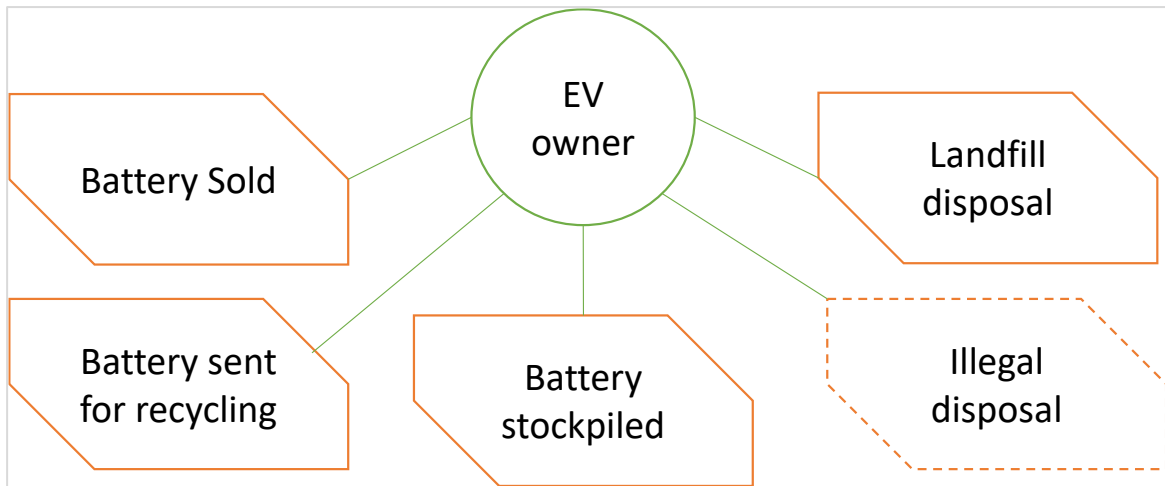 EV
owner
Battery Sold
Landfill
disposal
Battery sent
for recycling
Battery
stockpiled
Illegal
disposal